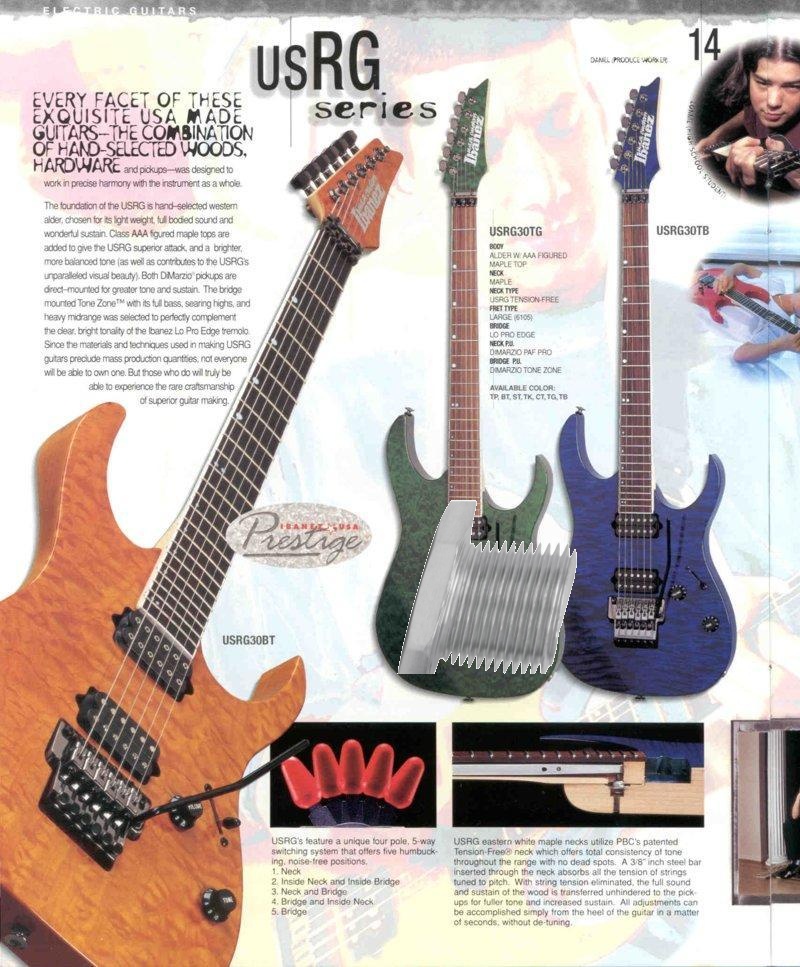 ELECTRIC GUITARS
USRG
series
14
DANIEL (PRODUCE WORKER)
EVERY FACET OF THESE
EXQUISITE USA MADE
GUITARS—THE COMBINATION
OF HAND-SELECTED WOODS,
HARDWARE and pickups—was designed to
work in precise harmony with the instrument as a whole.
The foundation of the USRG is hand-selected western
alder, chosen for its light weight, full bodied sound and
wonderful sustain. Class AAA figured maple tops are
added to give the USRG superior attack, and a brighter,
more balanced tone (as well as contributes to the USRG's
unparalleled visual beauty). Both DiMarzio® pickups are
direct-mounted for greater tone and sustain. The bridge
mounted Tone Zone™ with its full bass, searing highs, and
heavy midrange was selected to perfectly complement
the clear, bright tonality of the Ibanez Lo Pro Edge tremolo.
Since the materials and techniques used in making USRG
guitars preclude mass production quantities, not everyone
will be able to own one. But those who do will truly be
able to experience the rare craftsmanship
of superior guitar making.
Ibanez
Ibanez
Ibanez
USRG30TG
BODY
ALDER W/ AAA FIGURED
MAPLE TOP
NECK
MAPLE
NECK TYPE
USRG TENSION-FREE
FRET TYPE
LARGE (6105)
BRIDGE
LO PRO EDGE
NECK P.U.
DIMARZIO PAF PRO
BRIDGE P.U.
DIMARZIO TONE ZONE
AVAILABLE COLOR:
TP, BT, ST, TK, CT, TG, TB
USRG30TB
IBANEZ USA
Prestige
USRG30BT
VOLUME
TONE
USRG's feature a unique four pole, 5-way
switching system that offers five humbuck-
ing, noise-free positions.
1. Neck
2. Inside Neck and Inside Bridge
3. Neck and Bridge
4. Bridge and Inside Neck
5. Bridge
USRG eastern white maple necks utilize PBC's patented
Tension-Free® neck which offers total consistency of tone
throughout the range with no dead spots. A 3/8" inch steel bar
inserted through the neck absorbs all the tension of strings
tuned to pitch. With string tension eliminated, the full sound
and sustain of the wood is transferred unhindered to the pick-
ups for fuller tone and increased sustain. All adjustments can
be accomplished simply from the heel of the guitar in a matter
of seconds, without de-tuning.